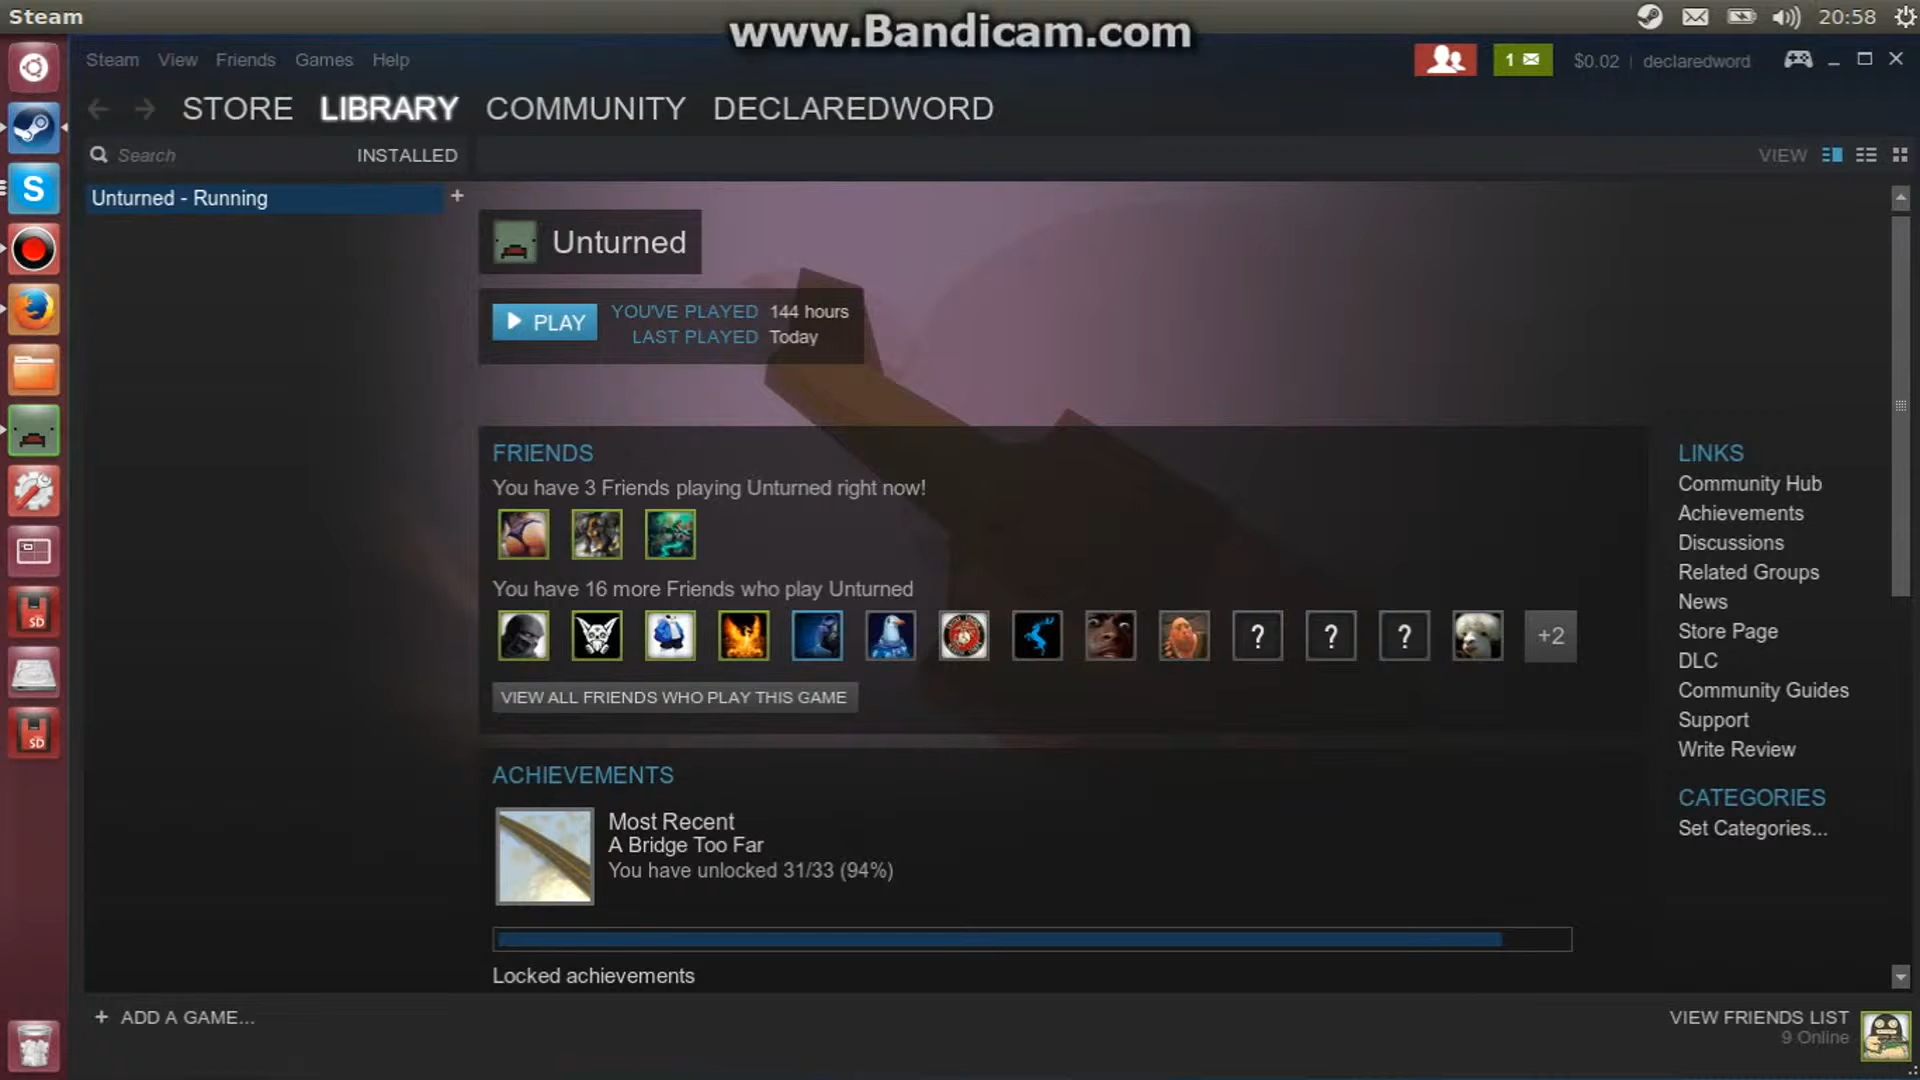 Steam
www.Bandicam.com
20:58
Steam View Friends Games Help
1
$0.02 | declaredword
STORE LIBRARY COMMUNITY DECLAREDWORD
Search
INSTALLED
VIEW
Unturned - Running
+
Unturned
PLAY
YOU'VE PLAYED 144 hours
LAST PLAYED Today
FRIENDS
You have 3 Friends playing Unturned right now!
You have 16 more Friends who play Unturned
? ? ?
+2
VIEW ALL FRIENDS WHO PLAY THIS GAME
ACHIEVEMENTS
Most Recent
A Bridge Too Far
You have unlocked 31/33 (94%)
Locked achievements
LINKS
Community Hub
Achievements
Discussions
Related Groups
News
Store Page
DLC
Community Guides
Support
Write Review
CATEGORIES
Set Categories...
S
SD
SD
+ ADD A GAME...
VIEW FRIENDS LIST
9 Online